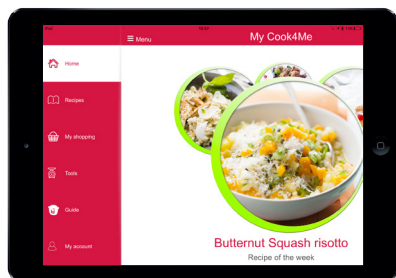 iPad
Menu
My Cook4Me
Home
Recipes
My shopping
Tools
Guide
My account
Butternut Squash risotto
Recipe of the week